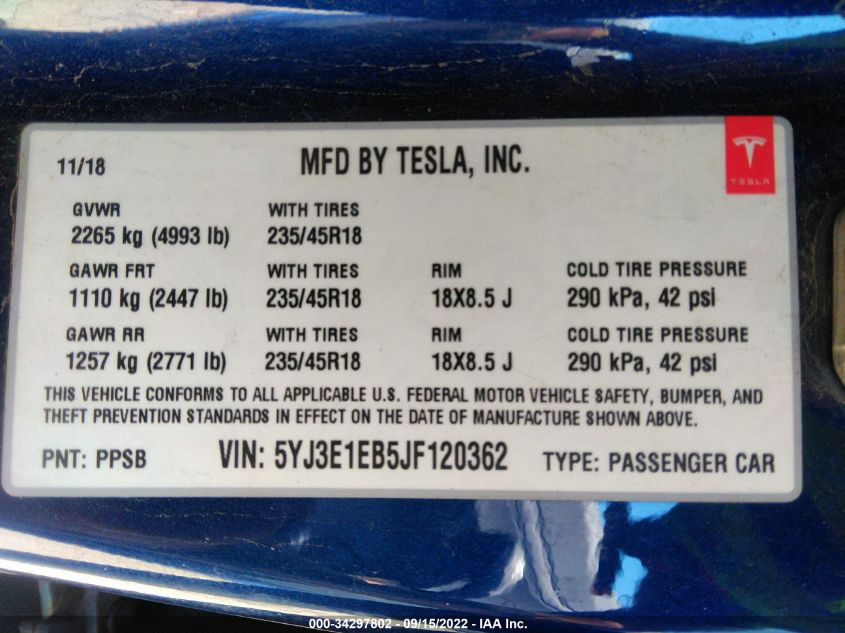 11/18 MFD BY TESLA, INC.
TESLA
GVWR WITH TIRES
2265 kg (4993 lb) 235/45R18
GAWR FRT WITH TIRES RIM COLD TIRE PRESSURE
1110 kg (2447 lb) 235/45R18 18X8.5 J 290 kPa, 42 psi
GAWR RR WITH TIRES RIM COLD TIRE PRESSURE
1257 kg (2771 lb) 235/45R18 18X8.5 J 290 kPa, 42 psi
THIS VEHICLE CONFORMS TO ALL APPLICABLE U.S. FEDERAL MOTOR VEHICLE SAFETY, BUMPER, AND
THEFT PREVENTION STANDARDS IN EFFECT ON THE DATE OF MANUFACTURE SHOWN ABOVE.
PNT: PPSB VIN: 5YJ3E1EB5JF120362 TYPE: PASSENGER CAR
000-34297802 - 09/15/2022 - IAA Inc.